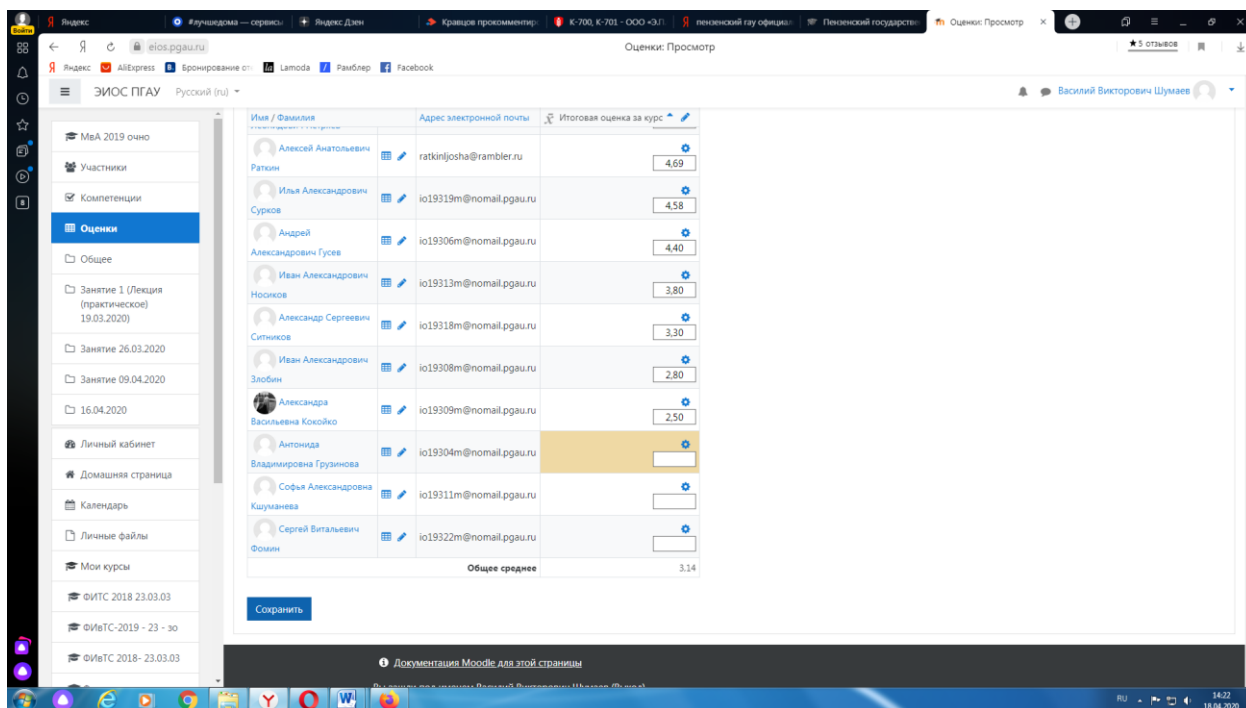 Яндекс
#лучшедома — сервисы
Яндекс Дзен
Кравцов прокомментир
К-700, К-701 - ООО «ЭЛ
пензенский гау официал
Пензенский государстве
Оценки: Просмотр
Войти
eios.pgau.ru
Оценки: Просмотр
★ 5 отзывов
Яндекс
AliExpress
Бронирование от
Lamoda
Рамблер
Facebook
ЭИОС ПГАУ
Русский (ru)
Василий Викторович Шумаев
МвА 2019 очно
Участники
Компетенции
Оценки
Общее
Занятие 1 (Лекция
(практическое)
19.03.2020)
Занятие 26.03.2020
Занятие 09.04.2020
16.04.2020
Личный кабинет
Домашняя страница
Календарь
Личные файлы
Мои курсы
ФИТС 2018 23.03.03
ФИвТС-2019 - 23 - зо
ФИвТС 2018- 23.03.03
Имя / Фамилия Адрес электронной почты Итоговая оценка за курс
Алексей Анатольевич
Раткин
ratkinljosha@rambler.ru
4,69
Илья Александрович
Сурков
io19319m@nomail.pgau.ru
4,58
Андрей
Александрович Гусев
io19306m@nomail.pgau.ru
4,40
Иван Александрович
Носиков
io19313m@nomail.pgau.ru
3,80
Александр Сергеевич
Ситников
io19318m@nomail.pgau.ru
3,30
Иван Александрович
Злобин
io19308m@nomail.pgau.ru
2,80
Александра
Васильевна Кокойко
io19309m@nomail.pgau.ru
2,50
Антонида
Владимировна Грузинова
io19304m@nomail.pgau.ru
Софья Александровна
Кшуманева
io19311m@nomail.pgau.ru
Сергей Витальевич
Фомин
io19322m@nomail.pgau.ru
Общее среднее 3,14
Сохранить
Документация Moodle для этой страницы
Вы зашли под именем Василий Викторович Шумаев (Выход)
RU
14:22
18.04.2020